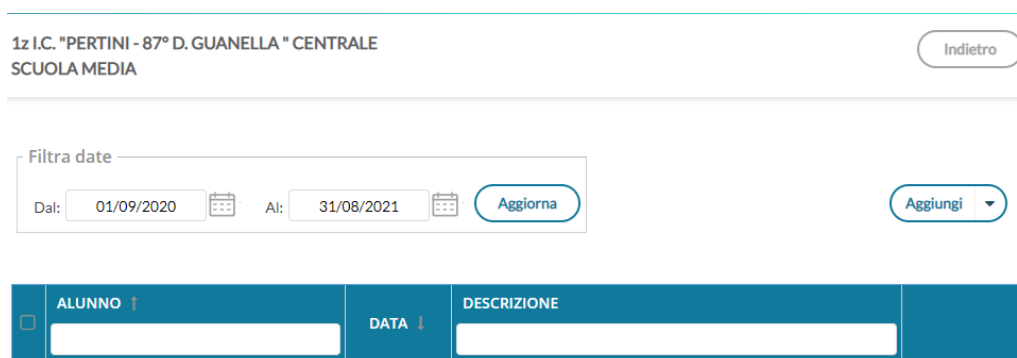 1z I.C. "PERTINI - 87° D. GUANELLA " CENTRALE
SCUOLA MEDIA
Indietro
Filtra date
Dal: 01/09/2020 Al: 31/08/2021 Aggiorna
Aggiungi
ALUNNO ↑ DATA ↓ DESCRIZIONE